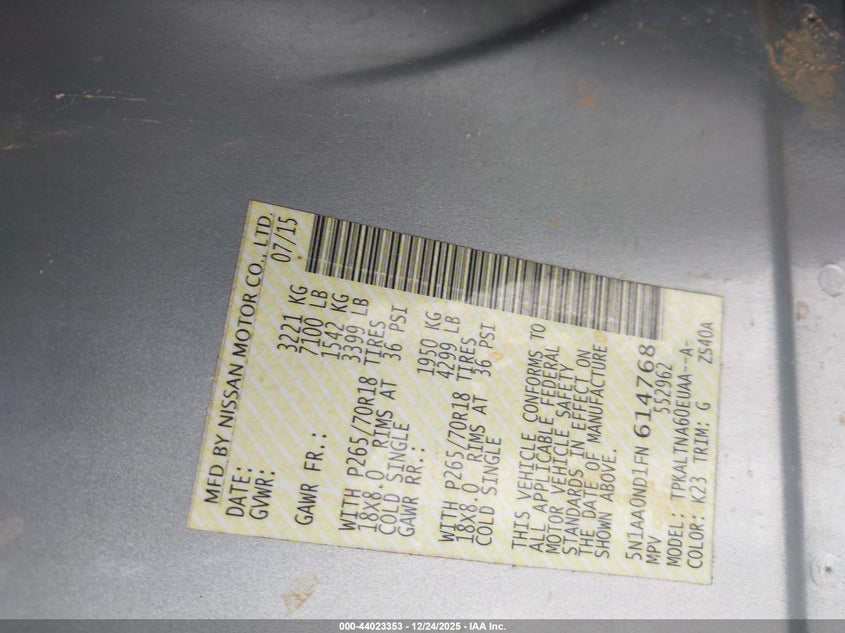 MFD BY NISSAN MOTOR CO., LTD.
DATE: 07/15
GVWR: 3221 KG
7100 LB
GAWR FR.: 1542 KG
3399 LB
WITH P265/70R18 TIRES
18X8.0 RIMS AT 36 PSI
COLD SINGLE
GAWR RR.: 1950 KG
4299 LB
WITH P265/70R18 TIRES
18X8.0 RIMS AT 36 PSI
COLD SINGLE
THIS VEHICLE CONFORMS TO
ALL APPLICABLE FEDERAL
MOTOR VEHICLE SAFETY
STANDARDS IN EFFECT ON
THE DATE OF MANUFACTURE
SHOWN ABOVE.
5N1AA0ND1FN 614768
MPV 552962
MODEL: TPKALTNA60EUAA--A-
COLOR: K23 TRIM: G ZS40A
000-44023353 - 12/24/2025 - IAA Inc.